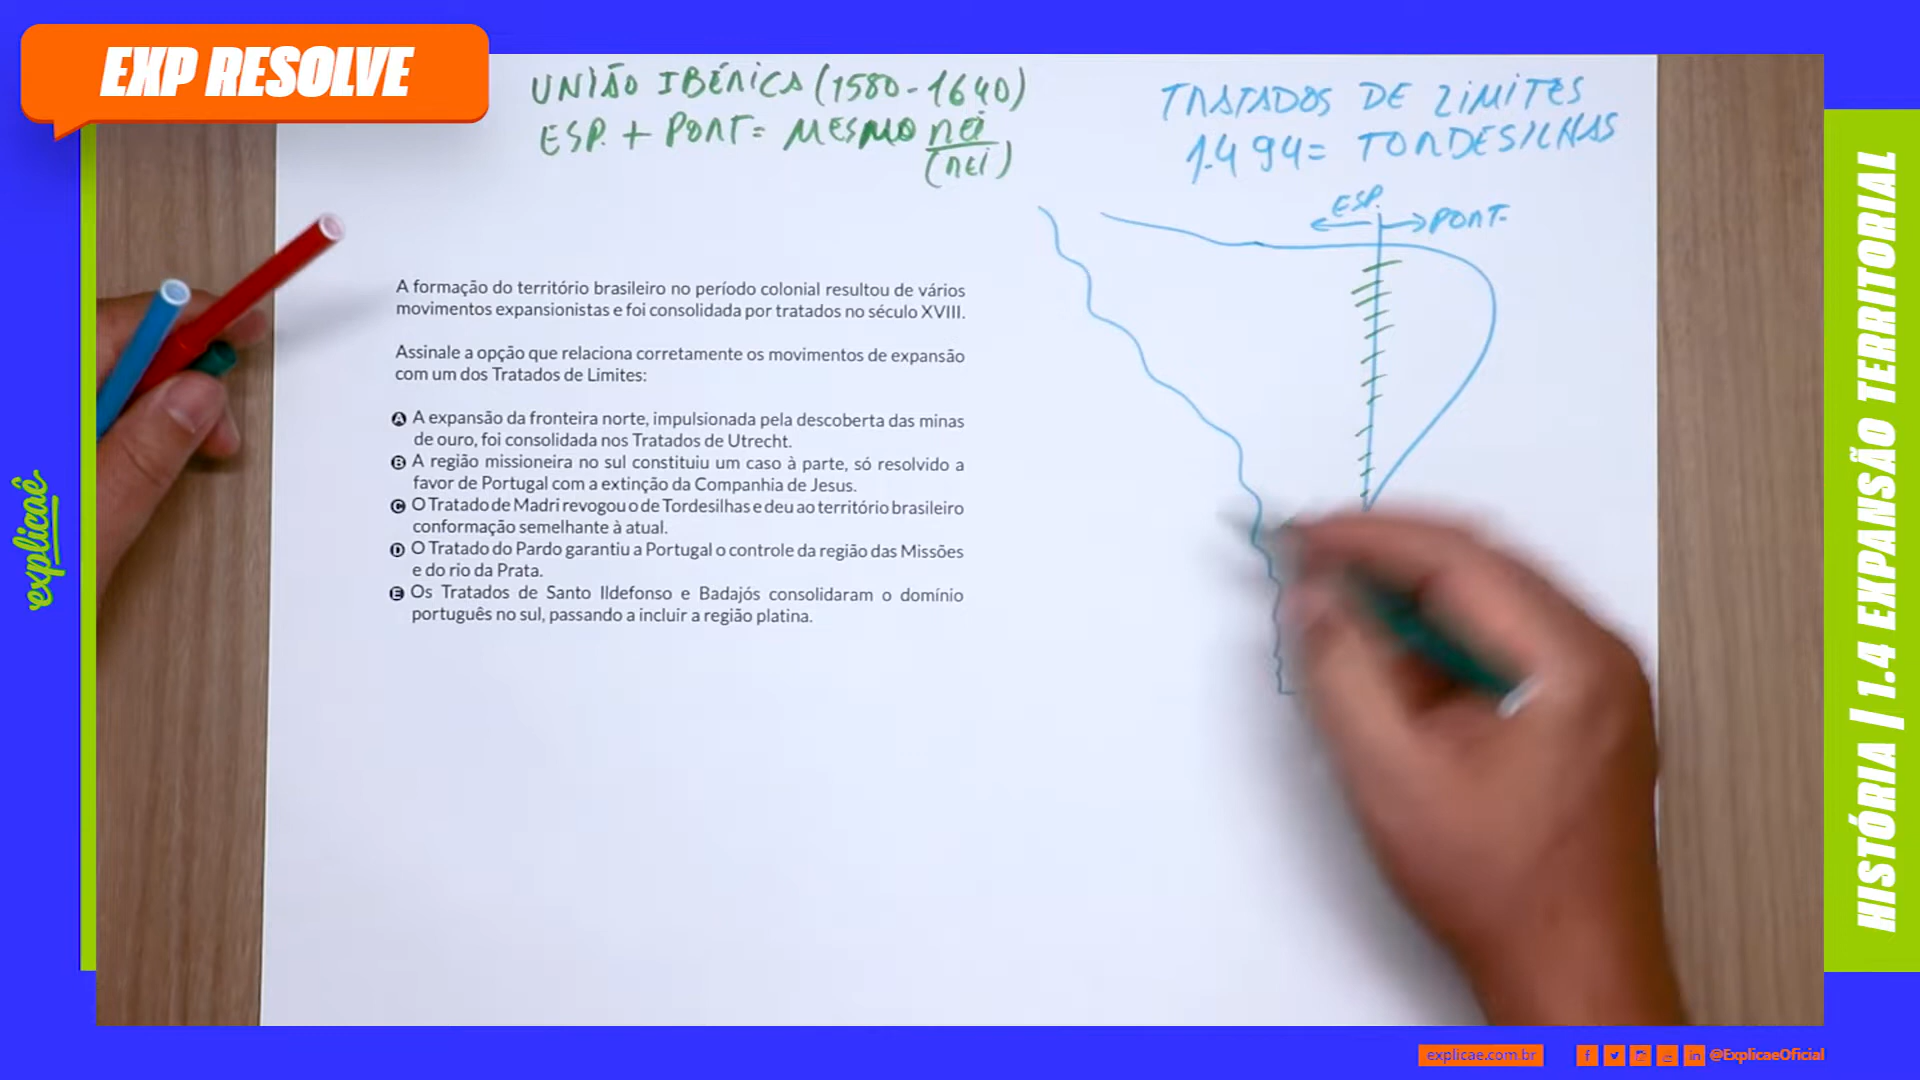 EXP RESOLVE
UNIÃO IBÉRICA (1580-1640)
ESP. + PORT= MESMO REI
(REI)
TRATADOS DE LIMITES
1.494= TORDESILHAS
ESP.
PORT.
A formação do território brasileiro no período colonial resultou de vários
movimentos expansionistas e foi consolidada por tratados no século XVIII.
Assinale a opção que relaciona corretamente os movimentos de expansão
com um dos Tratados de Limites:
A A expansão da fronteira norte, impulsionada pela descoberta das minas
de ouro, foi consolidada nos Tratados de Utrecht.
B A região missioneira no sul constituiu um caso à parte, só resolvido a
favor de Portugal com a extinção da Companhia de Jesus.
C O Tratado de Madri revogou o de Tordesilhas e deu ao território brasileiro
conformação semelhante à atual.
D O Tratado do Pardo garantiu a Portugal o controle da região das Missões
e do rio da Prata.
E Os Tratados de Santo Ildefonso e Badajós consolidaram o domínio
português no sul, passando a incluir a região platina.
explicaê
HISTÓRIA | 1.4 EXPANSÃO TERRITORIAL
explicae.com.br
@ExplicaeOficial